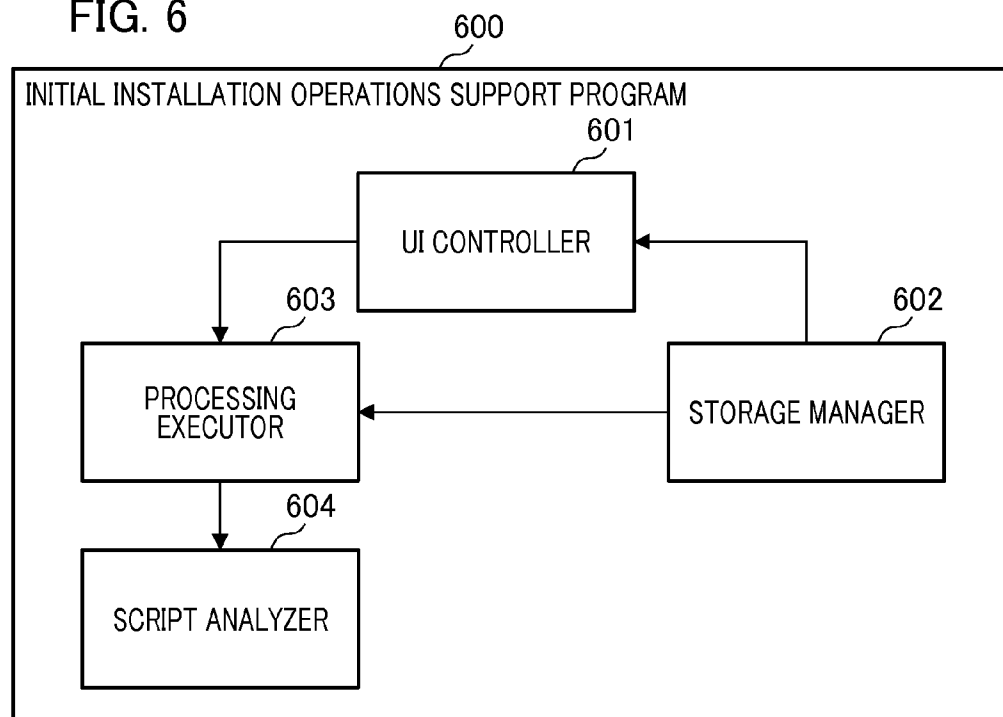 FIG. 6
600
INITIAL INSTALLATION OPERATIONS SUPPORT PROGRAM
601
UI CONTROLLER
603
602
PROCESSING
EXECUTOR
STORAGE MANAGER
604
SCRIPT ANALYZER